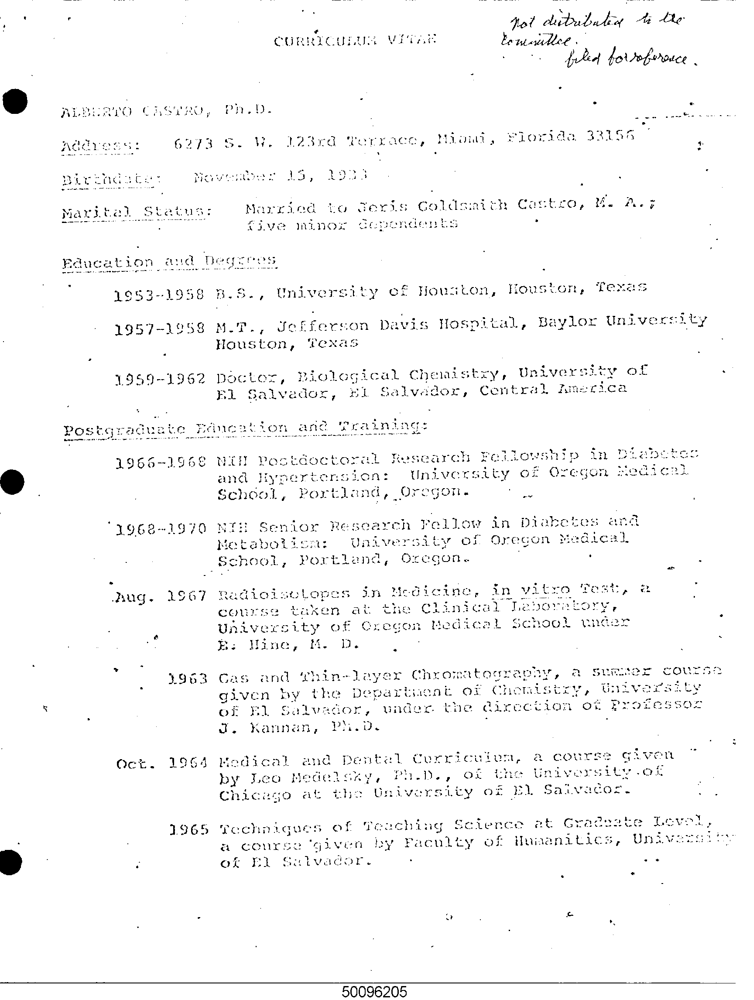 Not distributed to the
committee.
filed for reference.
CURRICULUM VITAE
ALBERTO CASTRO, Ph.D.
Address: 6273 S. W. 123rd Terrace, Miami, Florida 33156
Birthdate: November 15, 1933
Marital Status: Married to Jeris Goldsmith Castro, M. A.;
five minor dependents
Education and Degrees
1953-1958 B.S., University of Houston, Houston, Texas
1957-1958 M.T., Jefferson Davis Hospital, Baylor University
Houston, Texas
1959-1962 Doctor, Biological Chemistry, University of
El Salvador, El Salvador, Central America
Postgraduate Education and Training:
1966-1968 NIH Postdoctoral Research Fellowship in Diabetes
and Hypertension: University of Oregon Medical
School, Portland, Oregon.
1968-1970 NIH Senior Research Fellow in Diabetes and
Metabolism: University of Oregon Medical
School, Portland, Oregon.
Aug. 1967 Radioisotopes in Medicine, in vitro Test, a
course taken at the Clinical Laboratory,
University of Oregon Medical School under
E. Hine, M. D.
1963 Gas and Thin-layer Chromatography, a summer course
given by the Department of Chemistry, University
of El Salvador, under the direction of Professor
J. Kannan, Ph.D.
Oct. 1964 Medical and Dental Curriculum, a course given
by Leo Medelsky, Ph.D., of the University of
Chicago at the University of El Salvador.
1965 Techniques of Teaching Science at Graduate Level,
a course given by Faculty of Humanities, University
of El Salvador.
50096205